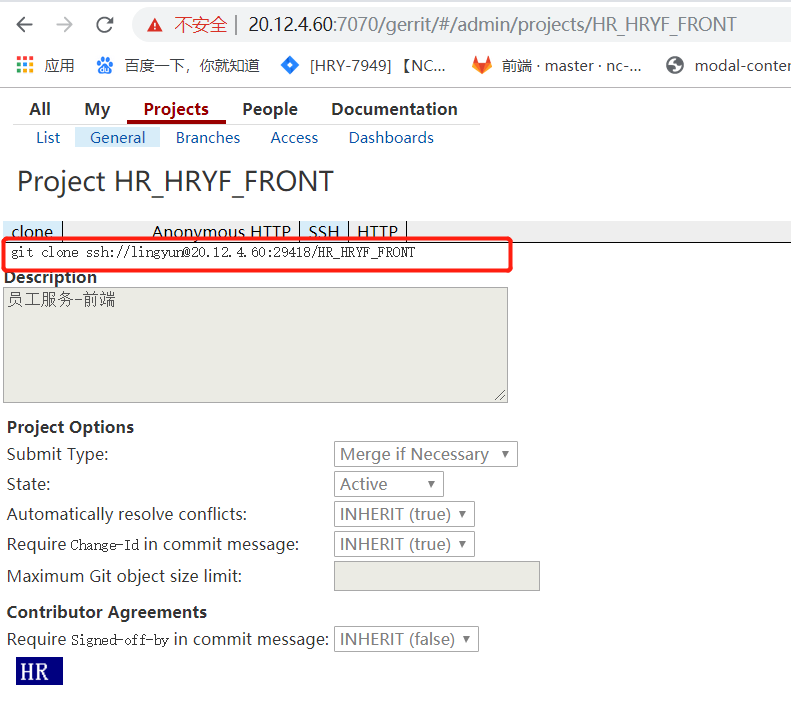 不安全 | 20.12.4.60:7070/gerrit/#/admin/projects/HR_HRYF_FRONT
应用 百度一下，你就知道 [HRY-7949] 【NC... 前端 · master · nc-... modal-conter
All My Projects People Documentation
List General Branches Access Dashboards
Project HR_HRYF_FRONT
clone Anonymous HTTP SSH HTTP
git clone ssh://lingyun@20.12.4.60:29418/HR_HRYF_FRONT
Description
员工服务-前端
Project Options
Submit Type: Merge if Necessary
State: Active
Automatically resolve conflicts: INHERIT (true)
Require Change-Id in commit message: INHERIT (true)
Maximum Git object size limit:
Contributor Agreements
Require Signed-off-by in commit message: INHERIT (false)
HR